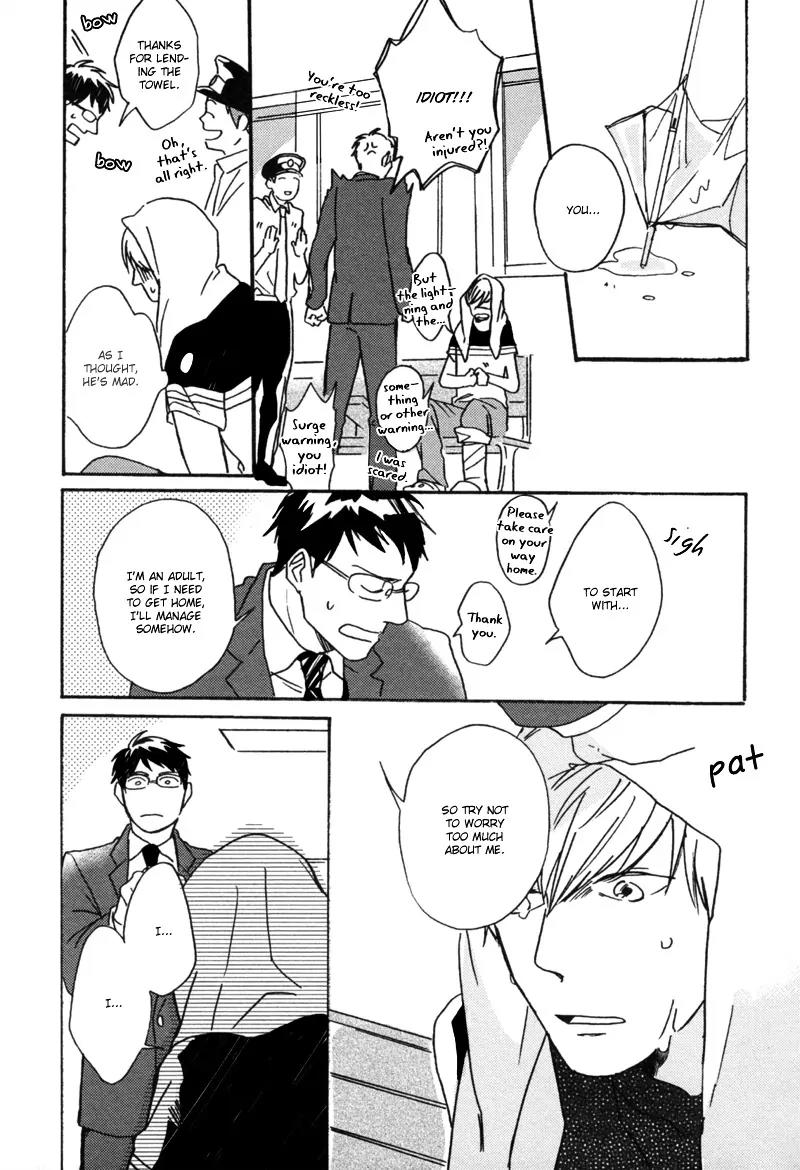 YOU...
IDIOT!!!
Aren't you
injured?!
You're too
reckless!
But
the light-
ning and
the...
some-
thing
or other
warning...
I was
scared.
Surge
warning,
you
idiot!
bow
THANKS
FOR LEND-
ING THE
TOWEL.
bow
Oh,
that's
all right.
AS I
THOUGHT,
HE'S MAD.
sigh
TO START
WITH...
Please
take care
on your
way
home.
Thank
you.
I'M AN ADULT,
SO IF I NEED
TO GET HOME,
I'LL MANAGE
SOMEHOW.
pat
SO TRY NOT
TO WORRY
TOO MUCH
ABOUT ME.
I...
I...